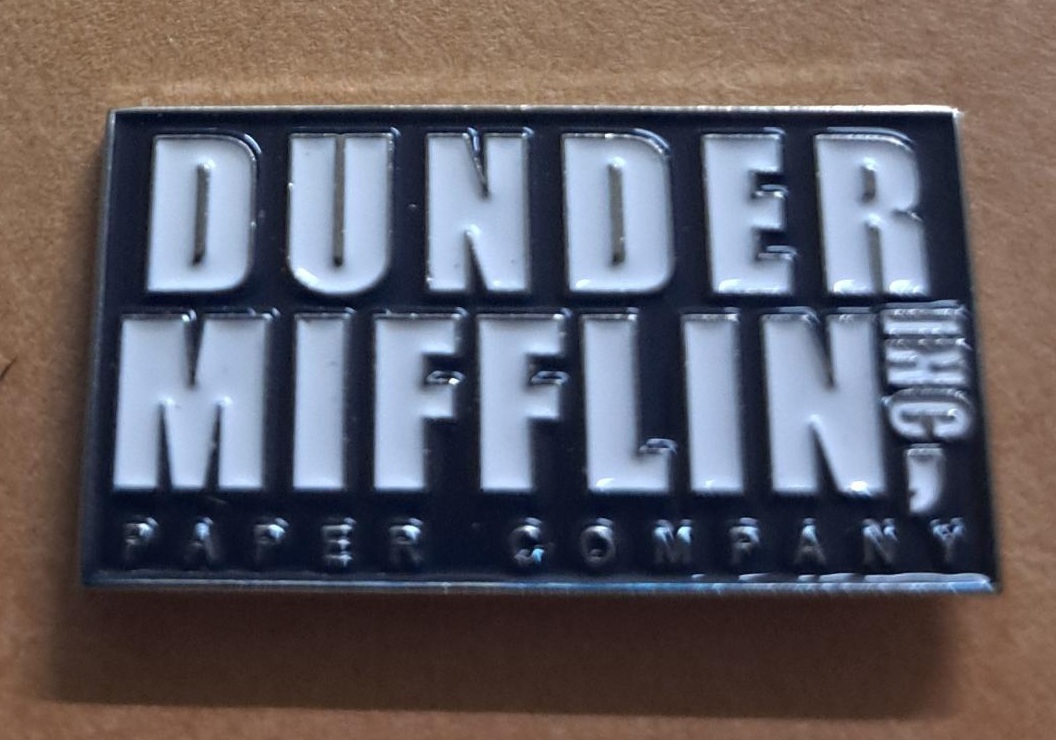 DUNDER
MIFFLIN, INC.
PAPER COMPANY